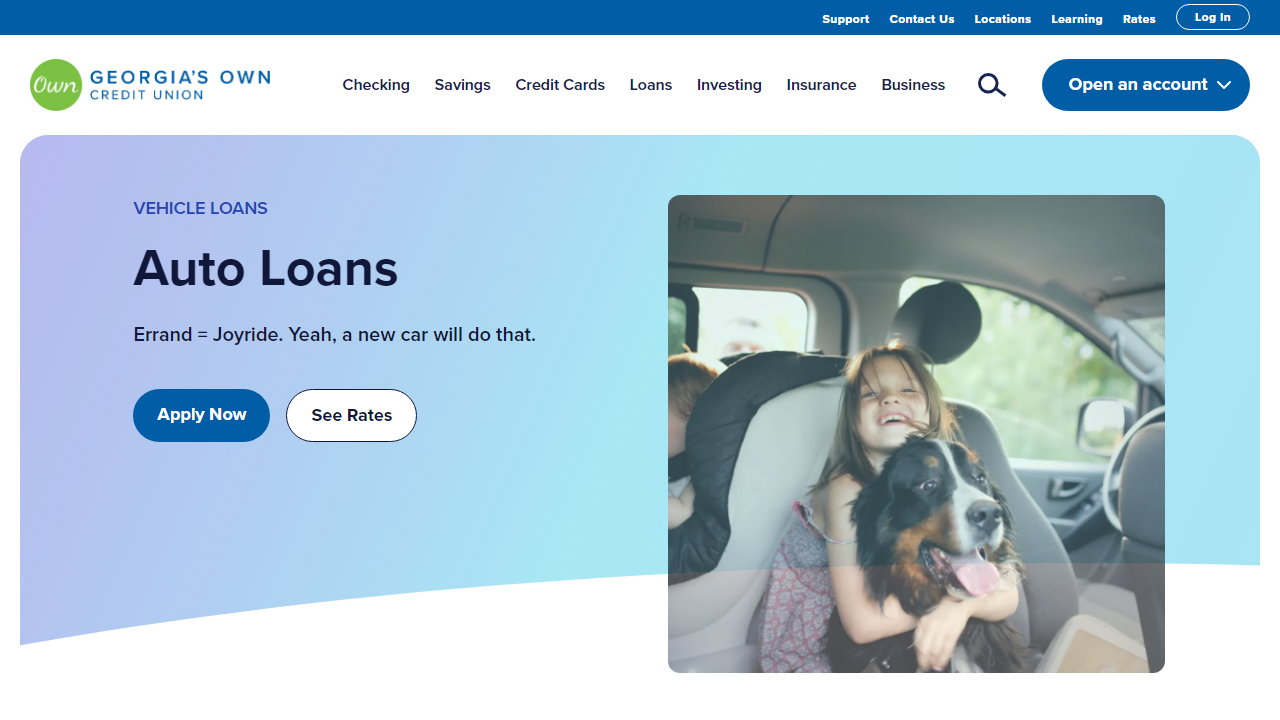 Support Contact Us Locations Learning Rates Log In
Own GEORGIA'S OWN
CREDIT UNION
Checking Savings Credit Cards Loans Investing Insurance Business Open an account
VEHICLE LOANS
Auto Loans
Errand = Joyride. Yeah, a new car will do that.
Apply Now See Rates